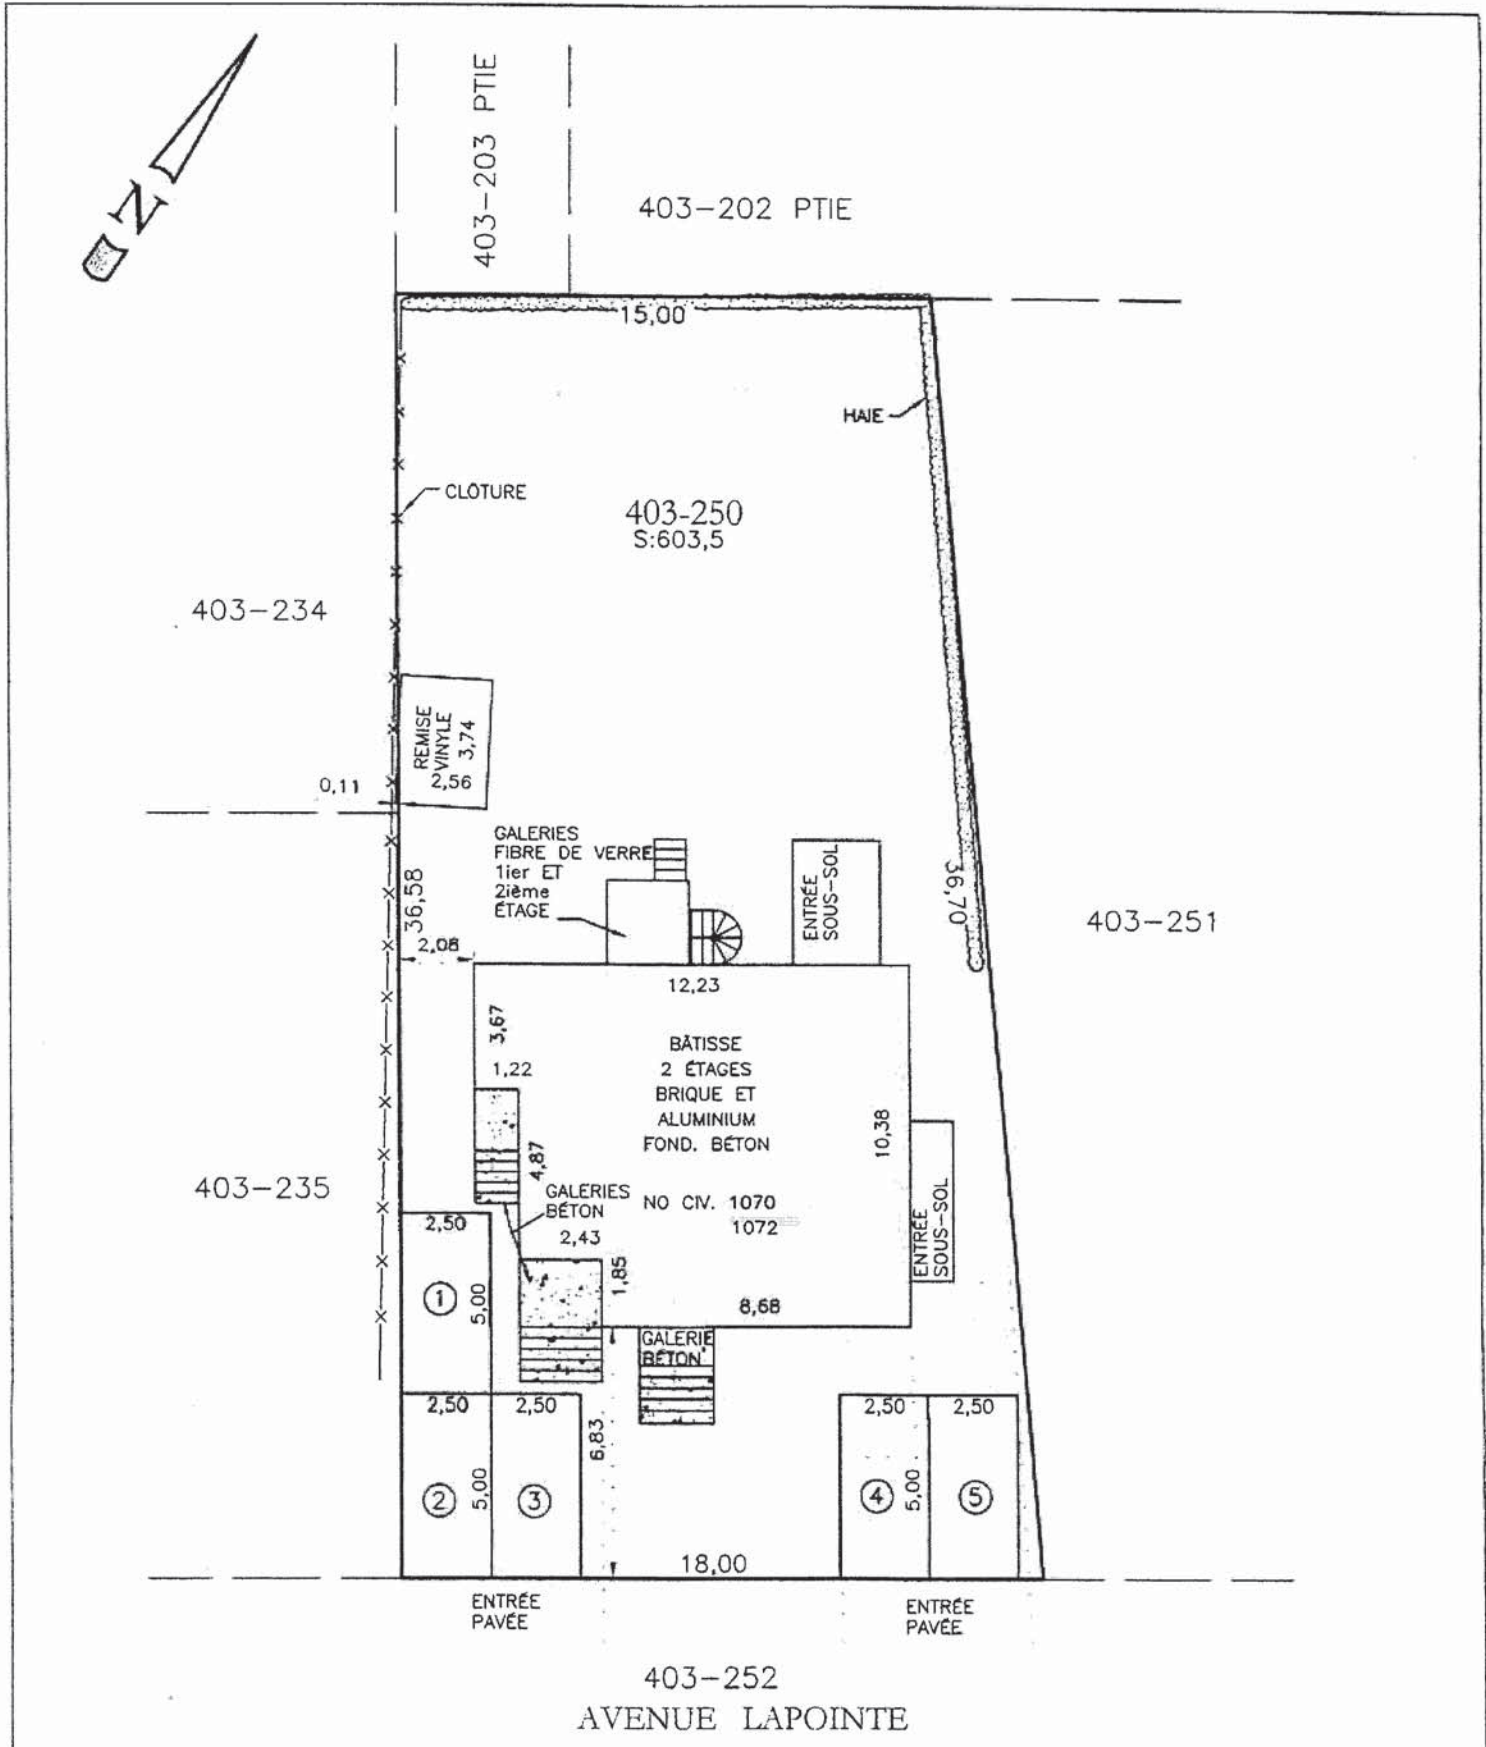 N
403-203 PTIE
403-202 PTIE
15,00
HAIE
CLÔTURE
403-250
S:603,5
403-234
REMISE
VINYLE
3,74
2,56
0,11
GALERIES
FIBRE DE VERRE
1ier ET
2ième
ÉTAGE
ENTRÉE
SOUS-SOL
36,58
36,70
403-251
2,08
12,23
3,67
1,22
BÂTISSE
2 ÉTAGES
BRIQUE ET
ALUMINIUM
FOND. BÉTON
10,38
4,87
403-235
GALERIES
BÉTON
NO CIV. 1070
1072
ENTRÉE
SOUS-SOL
2,50
2,43
1,85
1
5,00
8,68
GALERIE
BÉTON
2,50
2,50
6,83
2,50
2,50
2
5,00
3
4
5,00
5
18,00
ENTRÉE
PAVÉE
ENTRÉE
PAVÉE
403-252
AVENUE LAPOINTE